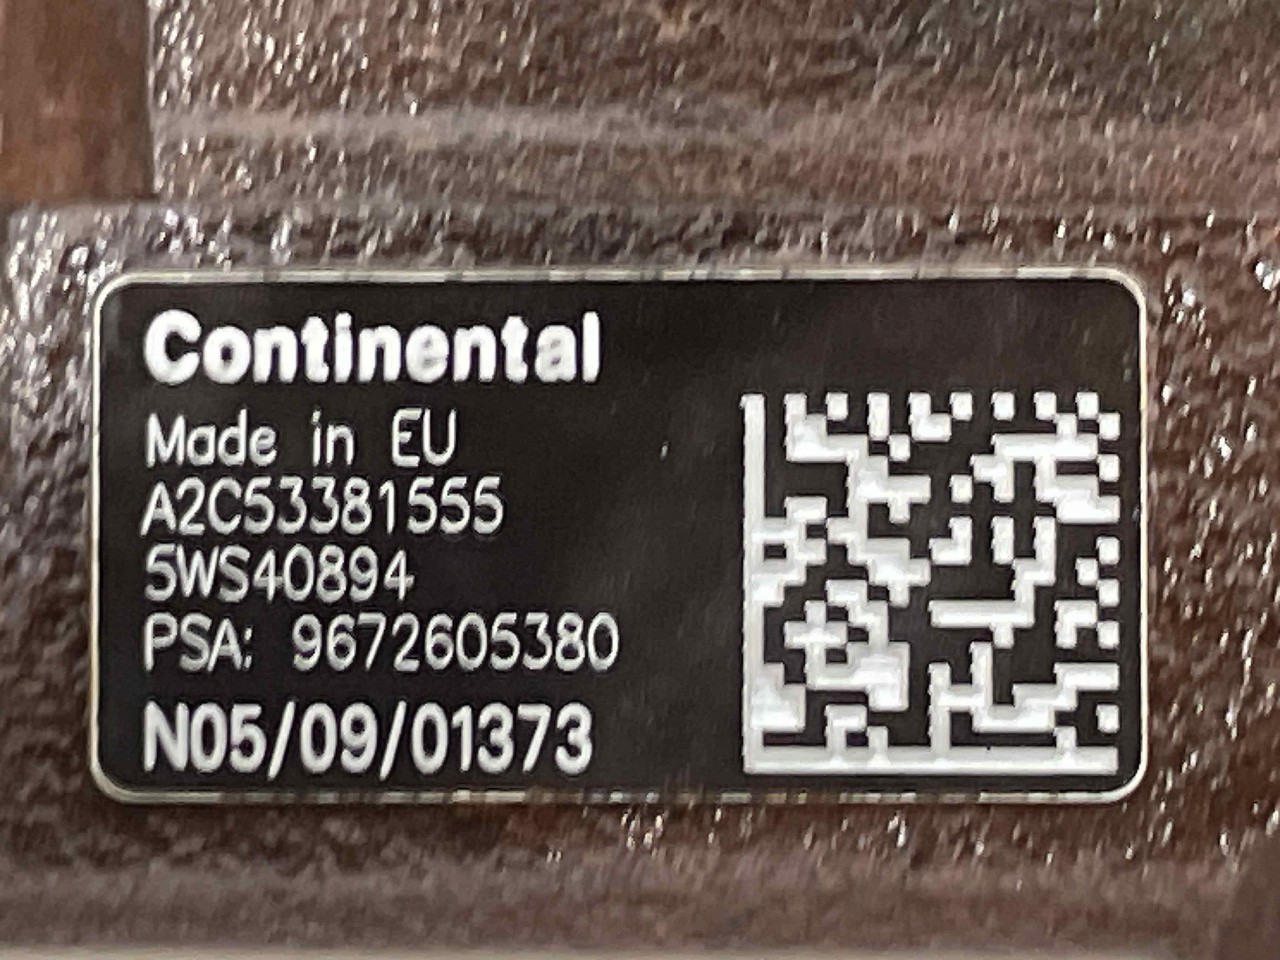 Continental
Made in EU
A2C53381555
5WS40894
PSA: 9672605380
N05/09/01373